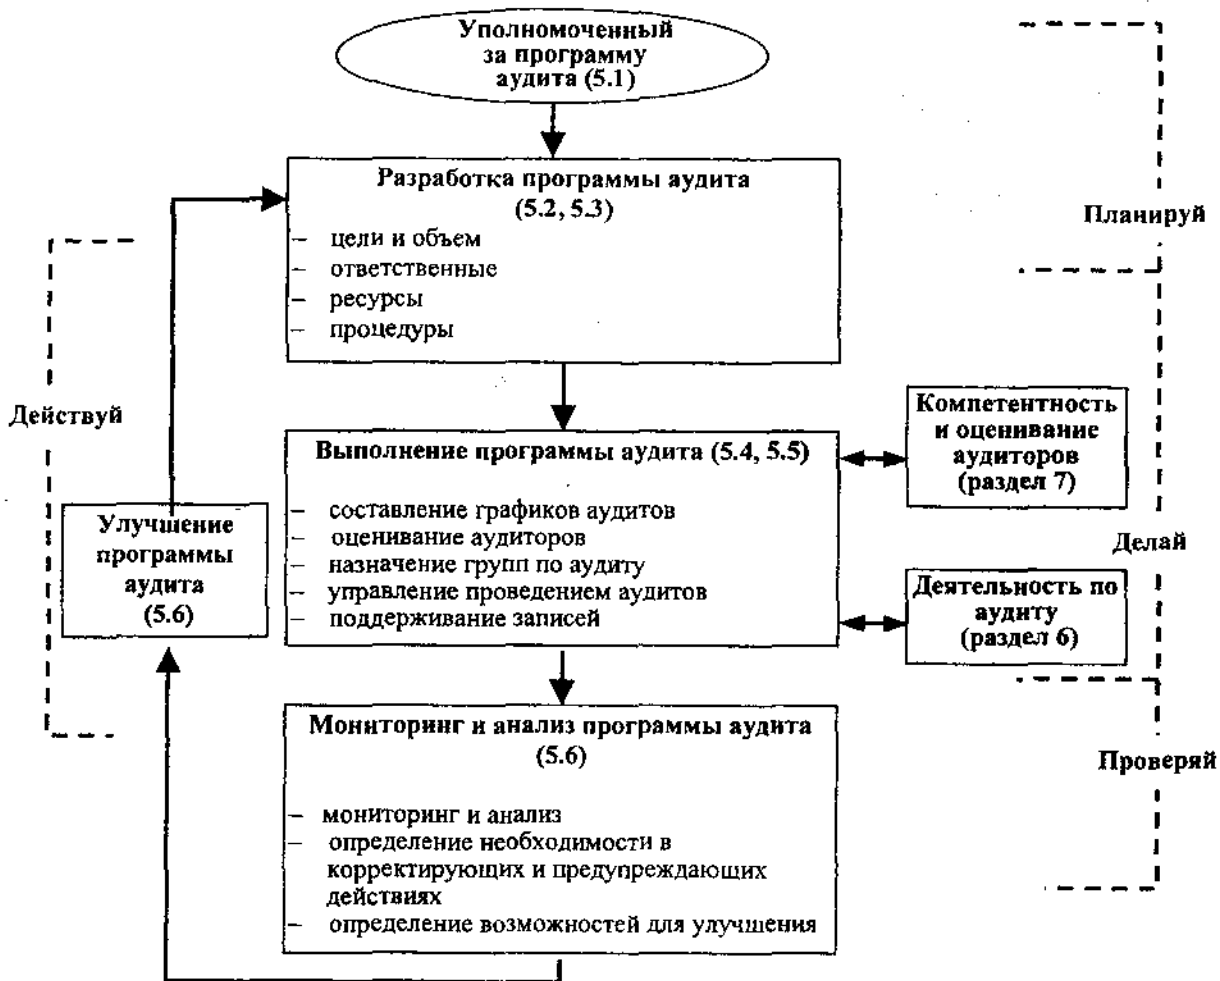 Уполномоченный
за программу
аудита (5.1)
Разработка программы аудита
(5.2, 5.3)
– цели и объем
– ответственные
– ресурсы
– процедуры
Планируй
Действуй
Выполнение программы аудита (5.4, 5.5)
– составление графиков аудитов
– оценивание аудиторов
– назначение групп по аудиту
– управление проведением аудитов
– поддерживание записей
Компетентность
и оценивание
аудиторов
(раздел 7)
Делай
Деятельность по
аудиту
(раздел 6)
Улучшение
программы
аудита
(5.6)
Мониторинг и анализ программы аудита
(5.6)
– мониторинг и анализ
– определение необходимости в
корректирующих и предупреждающих
действиях
– определение возможностей для улучшения
Проверяй